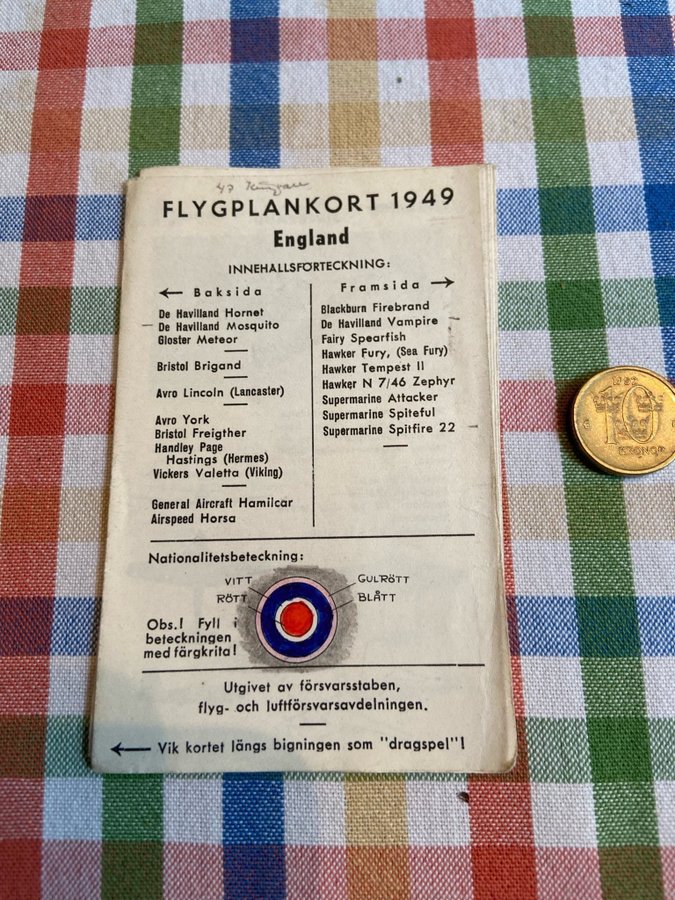 47
FLYGPLANKORT 1949
England
INNEHÅLLSFÖRTECKNING:
← Baksida
De Havilland Hornet
De Havilland Mosquito
Gloster Meteor
Bristol Brigand
Avro Lincoln (Lancaster)
Avro York
Bristol Freigther
Handley Page
Hastings (Hermes)
Vickers Valetta (Viking)
General Aircraft Hamilcar
Airspeed Horsa
Framsida →
Blackburn Firebrand
De Havilland Vampire
Fairy Spearfish
Hawker Fury, (Sea Fury)
Hawker Tempest II
Hawker N 7/46 Zephyr
Supermarine Attacker
Supermarine Spiteful
Supermarine Spitfire 22
Nationalitetsbeteckning:
VITT
RÖTT
GULRÖTT
BLÅTT
Obs.! Fyll i
beteckningen
med färgkrita!
Utgivet av försvarsstaben,
flyg- och luftförsvarsavdelningen.
← Vik kortet längs bigningen som "dragspel"!
10
KRONOR